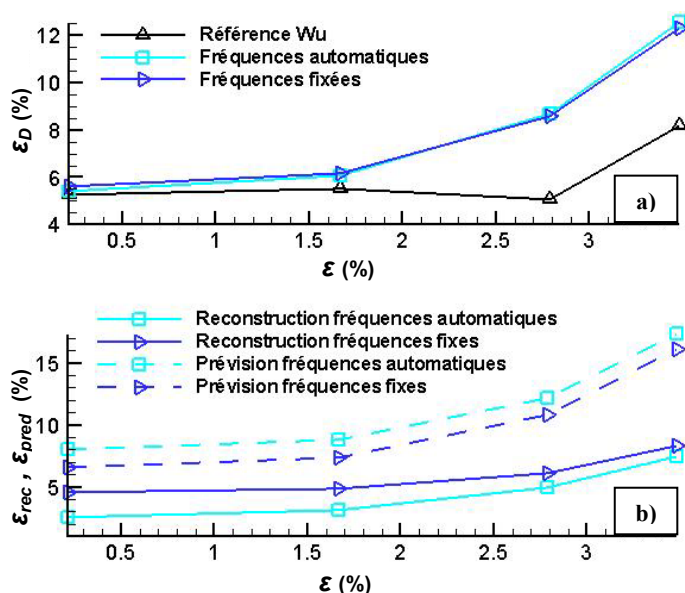 12
10
8
6
4
ε_D (%)
Référence Wu
Fréquences automatiques
Fréquences fixées
a)
0.5 1 1.5 2 2.5 3
ε (%)
15
10
5
ε_rec , ε_pred (%)
Reconstruction fréquences automatiques
Reconstruction fréquences fixes
Prévision fréquences automatiques
Prévision fréquences fixes
b)
0.5 1 1.5 2 2.5 3
ε (%)